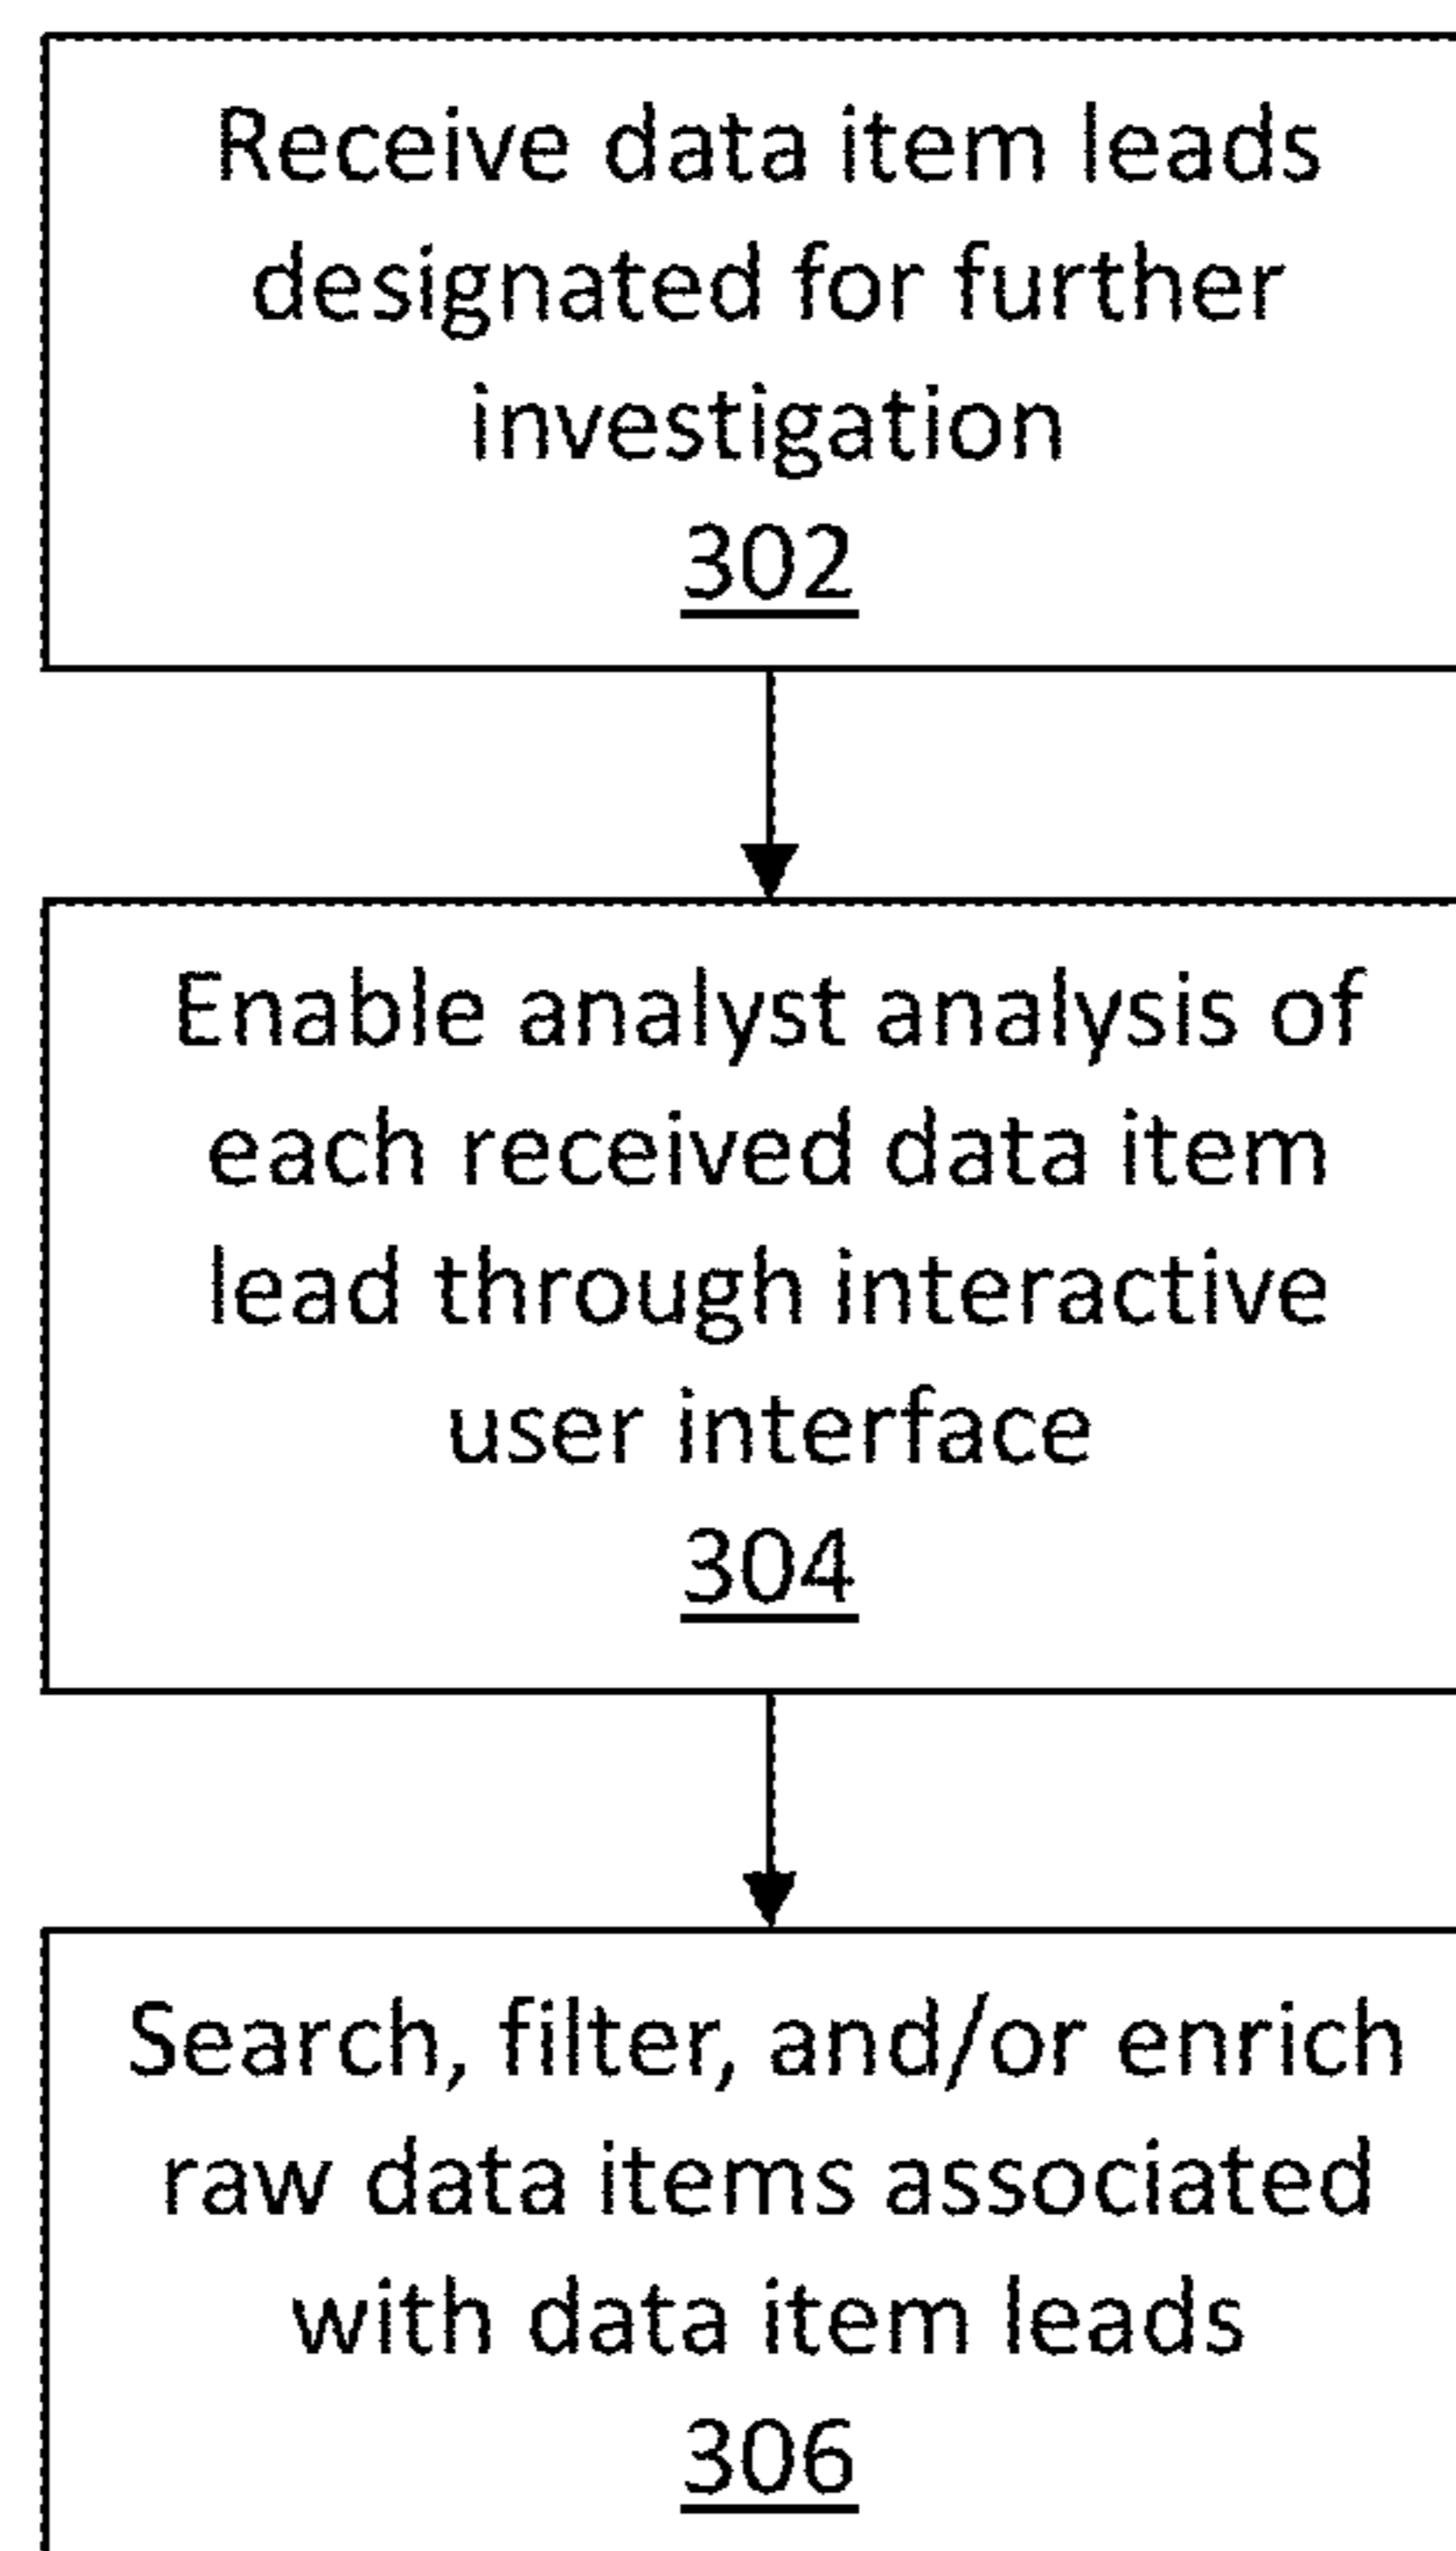 Receive data item leads
designated for further
investigation
302
Enable analyst analysis of
each received data item
lead through interactive
user interface
304
Search, filter, and/or enrich
raw data items associated
with data item leads
306